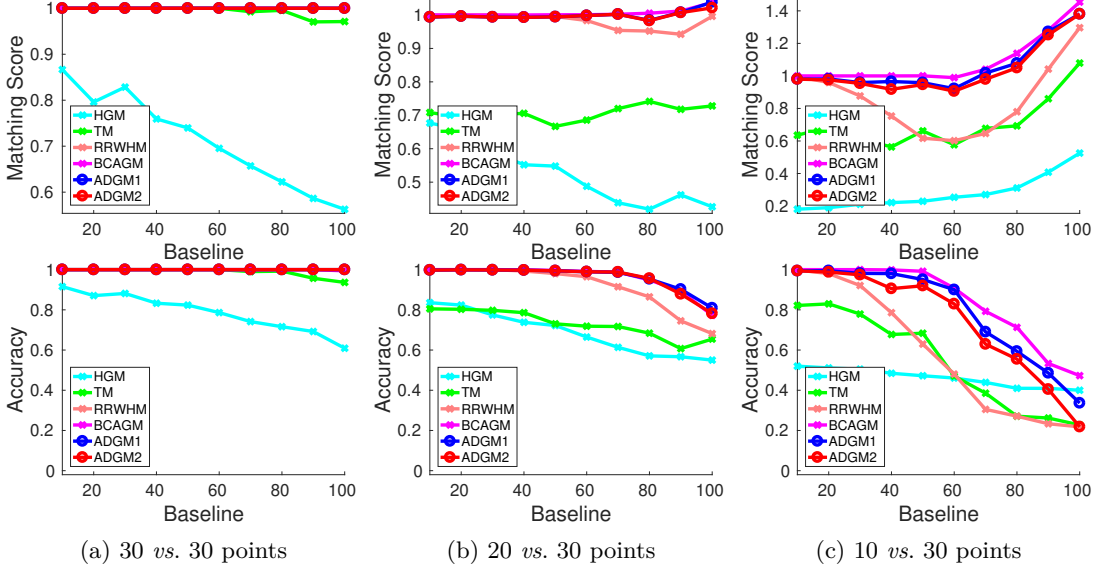 Matching Score
1
0.9
0.8
0.7
0.6
HGM
TM
RRWHM
BCAGM
ADGM1
ADGM2
20 40 60 80 100
Baseline
Matching Score
1
0.9
0.8
0.7
0.6
0.5
HGM
TM
RRWHM
BCAGM
ADGM1
ADGM2
20 40 60 80 100
Baseline
Matching Score
1.4
1.2
1
0.8
0.6
0.4
0.2
HGM
TM
RRWHM
BCAGM
ADGM1
ADGM2
20 40 60 80 100
Baseline
Accuracy
1
0.8
0.6
0.4
0.2
0
HGM
TM
RRWHM
BCAGM
ADGM1
ADGM2
20 40 60 80 100
Baseline
(a) 30 vs. 30 points
Accuracy
1
0.8
0.6
0.4
0.2
0
HGM
TM
RRWHM
BCAGM
ADGM1
ADGM2
20 40 60 80 100
Baseline
(b) 20 vs. 30 points
Accuracy
1
0.8
0.6
0.4
0.2
0
HGM
TM
RRWHM
BCAGM
ADGM1
ADGM2
20 40 60 80 100
Baseline
(c) 10 vs. 30 points